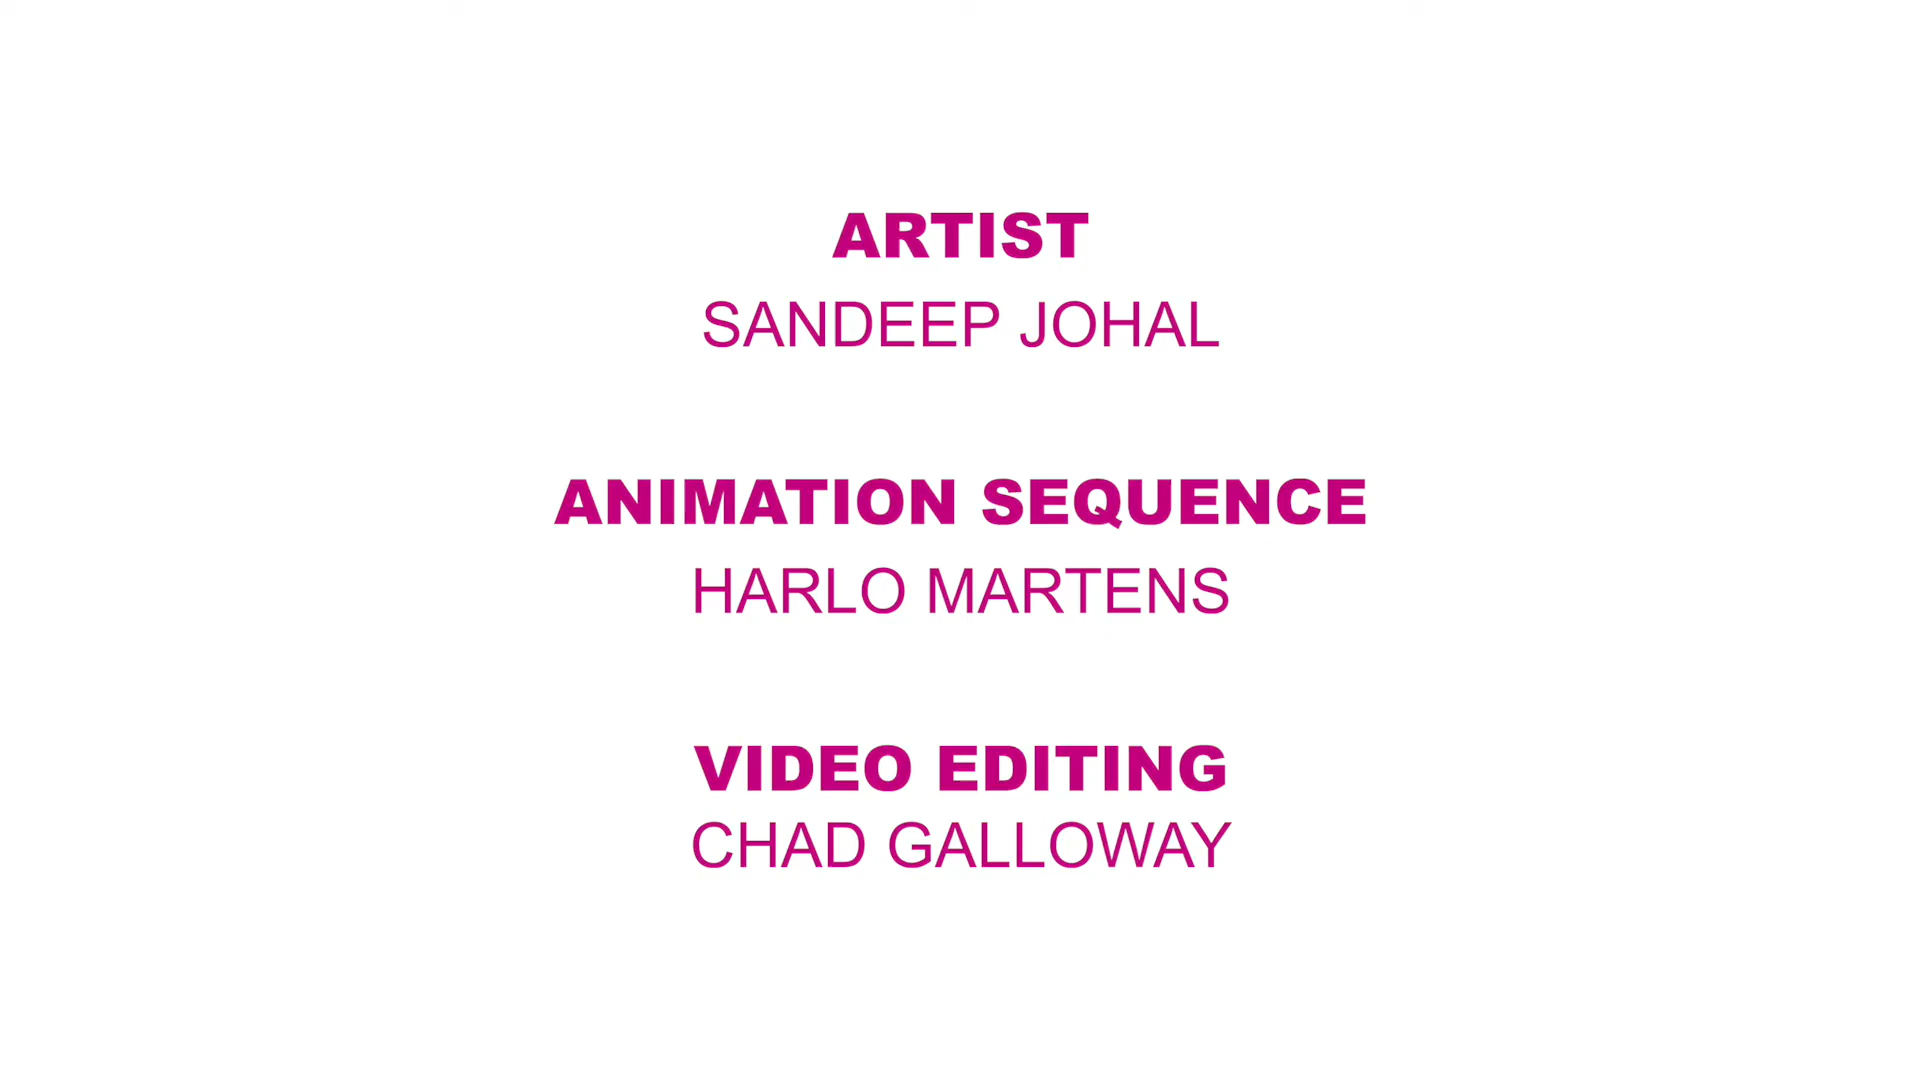 ARTIST
SANDEEP JOHAL
ANIMATION SEQUENCE
HARLO MARTENS
VIDEO EDITING
CHAD GALLOWAY